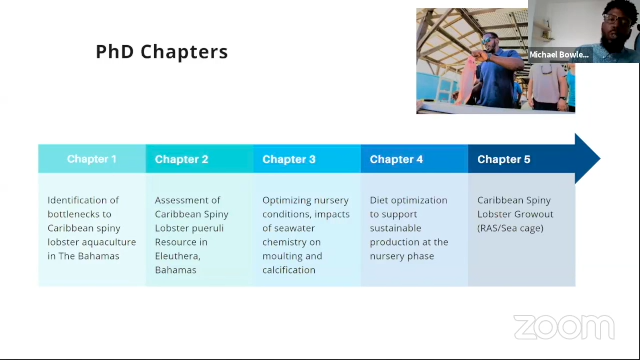 PhD Chapters
Michael Bowle...
Chapter 1
Identification of
bottlenecks to
Caribbean spiny
lobster aquaculture
in The Bahamas
Chapter 2
Assessment of
Caribbean Spiny
Lobster pueruli
Resource in
Eleuthera,
Bahamas
Chapter 3
Optimizing nursery
conditions, impacts
of seawater
chemistry on
moulting and
calcification
Chapter 4
Diet optimization
to support
sustainable
production at the
nursery phase
Chapter 5
Caribbean Spiny
Lobster Growout
(RAS/Sea cage)
zoom